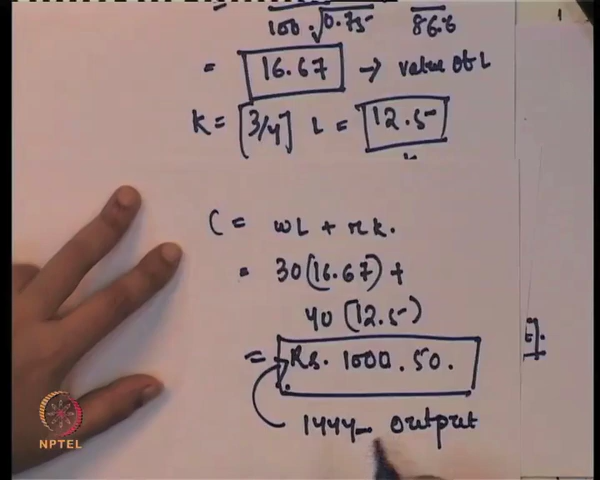 100.√0.75 86.6
= 16.67 → value of L
K = [3/4] L = 12.5
C = wL + rk.
= 30(16.67) +
40 (12.5)
= Rs. 1000.50.
1444 output
NPTEL